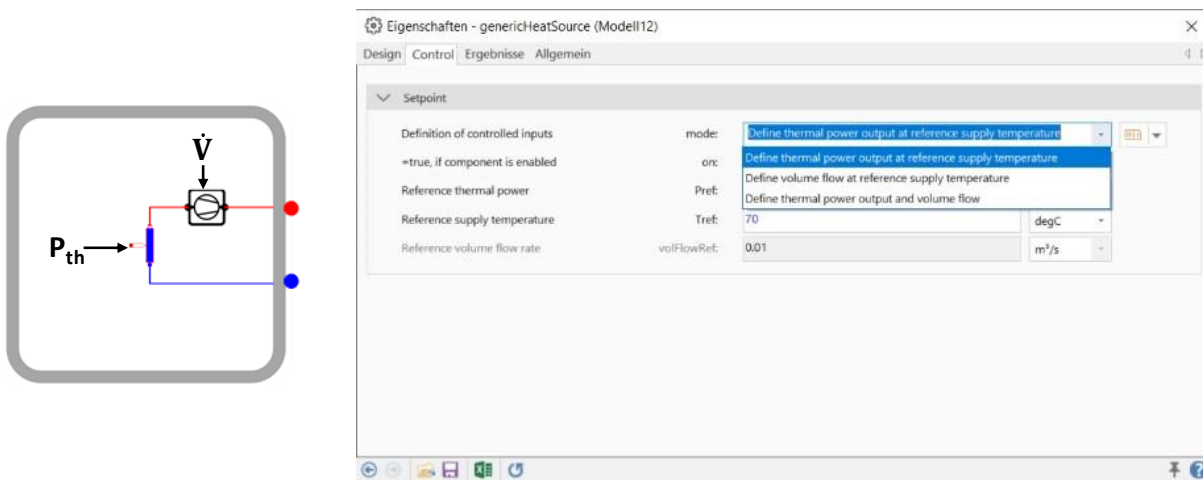 V̇
P_th
Eigenschaften - genericHeatSource (Modell12)
Design Control Ergebnisse Allgemein
Setpoint
Definition of controlled inputs mode: Define thermal power output at reference supply temperature
=true, if component is enabled on: Define thermal power output at reference supply temperature
Define volume flow at reference supply temperature
Reference thermal power Pref: Define thermal power output and volume flow
Reference supply temperature Tref: 70 degC
Reference volume flow rate volFlowRef: 0.01 m³/s